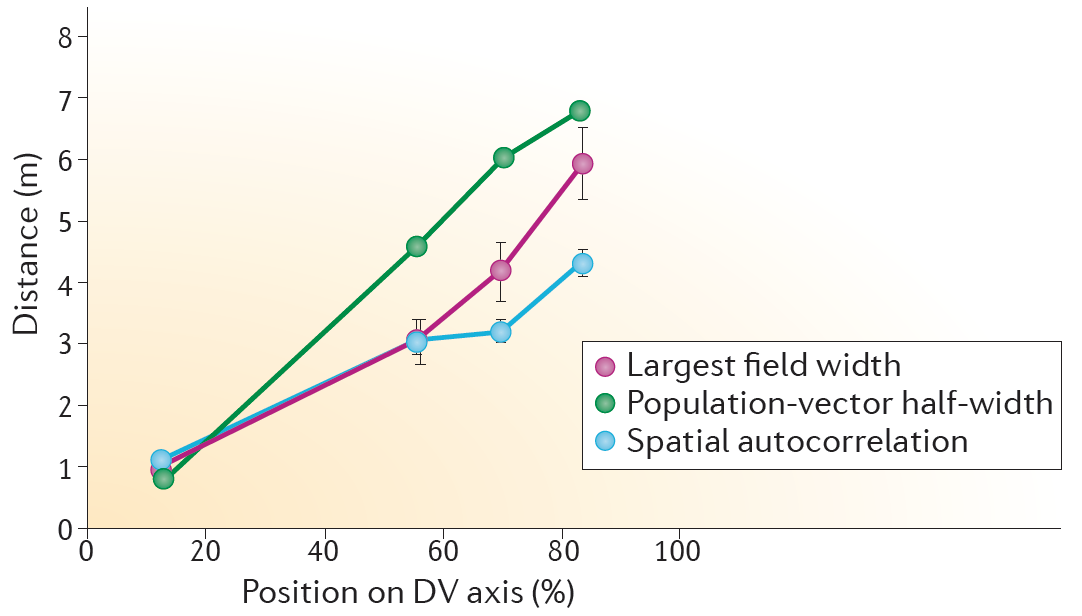 8
7
6
5
4
3
2
1
0
Distance (m)
0 20 40 60 80 100
Position on DV axis (%)
Largest field width
Population-vector half-width
Spatial autocorrelation